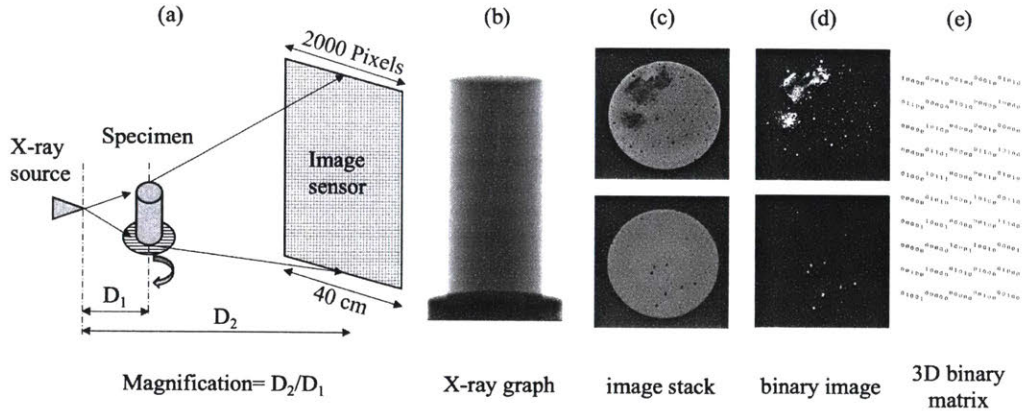 (a)
(b)
(c)
(d)
(e)
2000 Pixels
Specimen
X-ray
source
Image
sensor
40 cm
D₁
D₂
Magnification= D₂/D₁
X-ray graph
image stack
binary image
3D binary
matrix